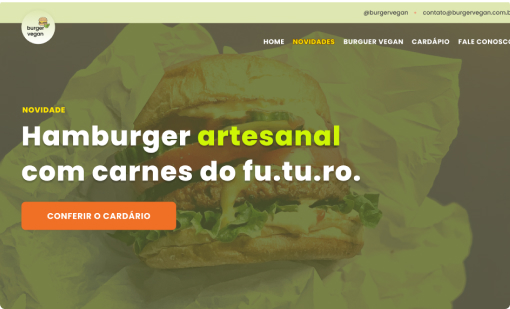 @burgervegan - contato@burgervegan.com.b
burger
vegan
HOME NOVIDADES BURGUER VEGAN CARDÁPIO FALE CONOSCO
NOVIDADE
Hamburger artesanal
com carnes do fu.tu.ro.
CONFERIR O CARDÁRIO